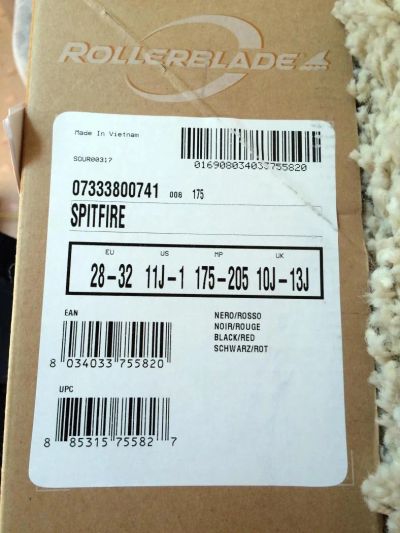 ROLLERBLADE
Made In Vietnam
SOUR00317
01690803403375582​0
07333800741 006 175
SPITFIRE
EU US MP UK
28-32 11J-1 175-205 10J-13J
EAN
8 034033 755820
NERO/ROSSO
NOIR/ROUGE
BLACK/RED
SCHWARZ/ROT
UPC
8 85315 75582 7